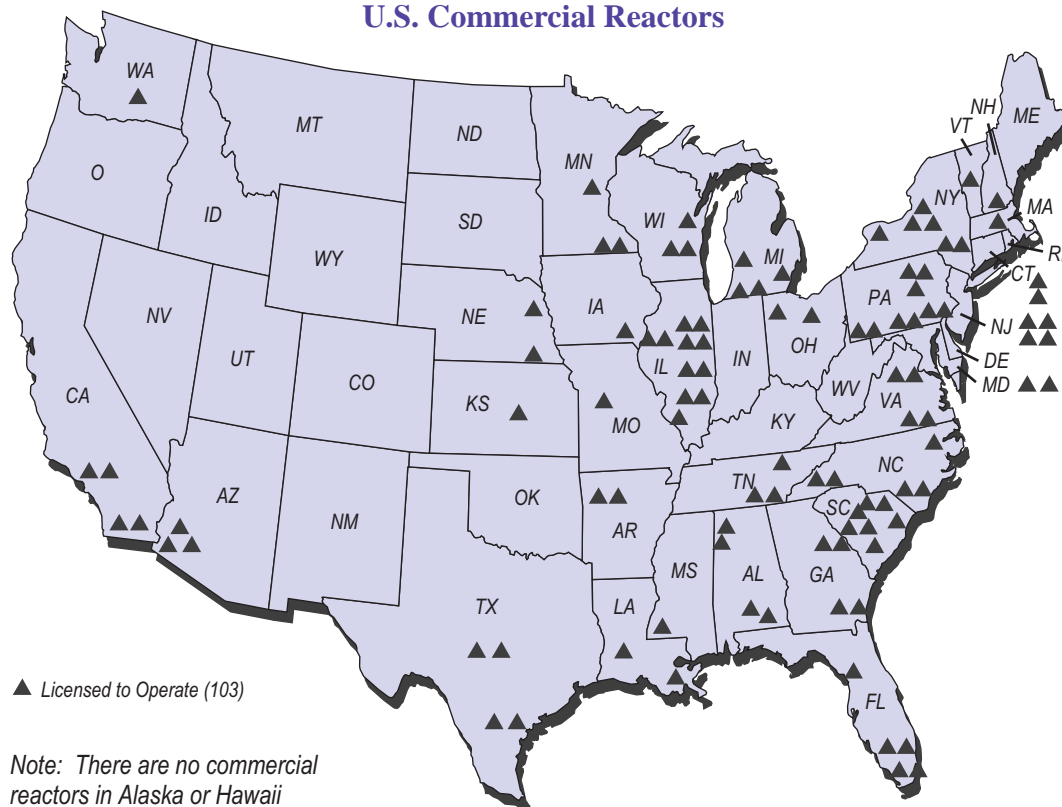 U.S. Commercial Reactors
WA
MT
ND
MN
VT
NH
ME
O
ID
SD
WI
NY
MA
WY
MI
R
CT
NE
IA
PA
NV
UT
CO
IL
IN
OH
NJ
DE
MD
CA
KS
MO
WV
VA
KY
AZ
NM
OK
TN
NC
AR
SC
MS
AL
GA
TX
LA
FL
Licensed to Operate (103)
Note: There are no commercial
reactors in Alaska or Hawaii